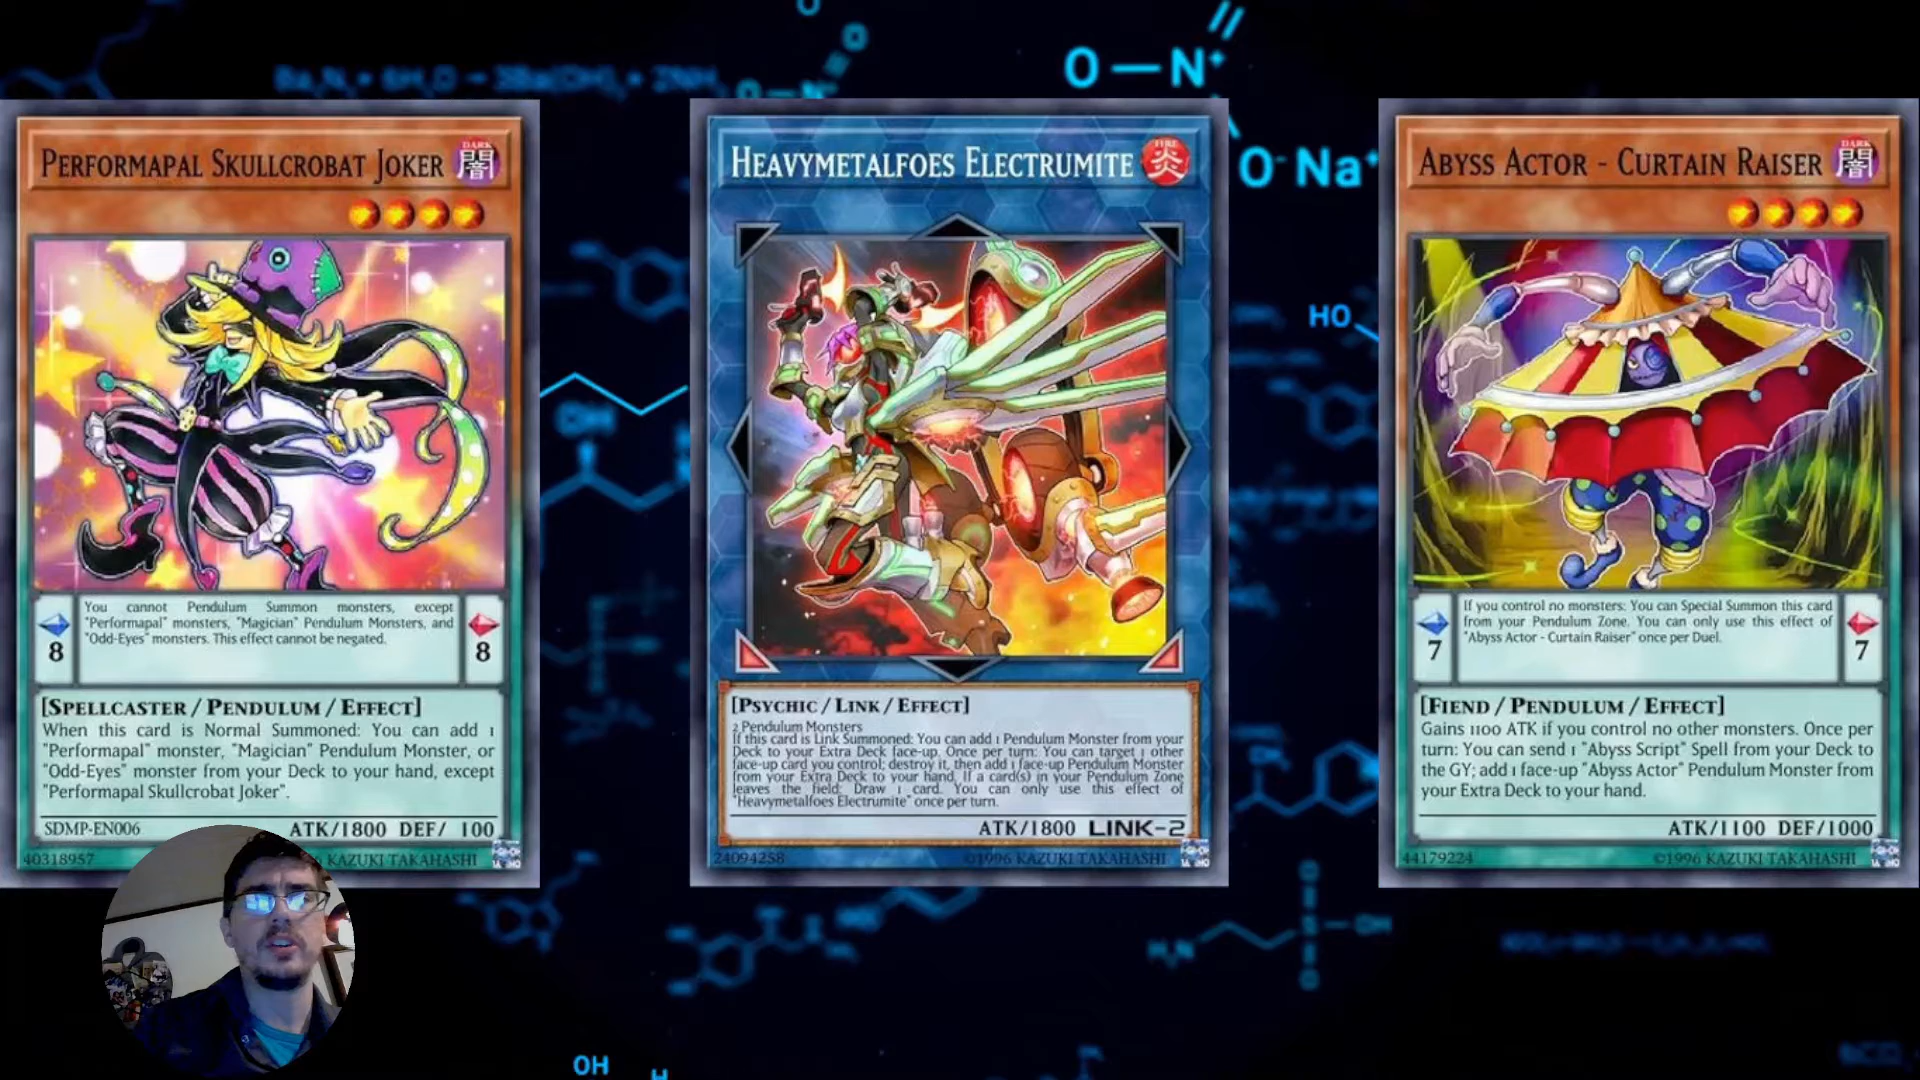 PERFORMAPAL SKULLCROBAT JOKER
DARK
闇
You cannot Pendulum Summon monsters, except
"Performapal" monsters, "Magician" Pendulum Monsters, and
"Odd-Eyes" monsters. This effect cannot be negated.
8
8
[SPELLCASTER / PENDULUM / EFFECT]
When this card is Normal Summoned: You can add 1
"Performapal" monster, "Magician" Pendulum Monster, or
"Odd-Eyes" monster from your Deck to your hand, except
"Performapal Skullcrobat Joker".
SDMP-EN006
ATK/1800 DEF/ 100
40318957
KAZUKI TAKAHASHI
HEAVYMETALFOES ELECTRUMITE
FIRE
炎
[PSYCHIC / LINK / EFFECT]
2 Pendulum Monsters
If this card is Link Summoned: You can add 1 Pendulum Monster from your
Deck to your Extra Deck face-up. Once per turn: You can target 1 other
face-up card you control; destroy it, then add 1 face-up Pendulum Monster
from your Extra Deck to your hand. If a card(s) in your Pendulum Zone
leaves the field: Draw 1 card. You can only use this effect of
"Heavymetalfoes Electrumite" once per turn.
ATK/1800 LINK-2
24094258
©1996 KAZUKI TAKAHASHI
ABYSS ACTOR - CURTAIN RAISER
DARK
闇
If you control no monsters: You can Special Summon this card
from your Pendulum Zone. You can only use this effect of
"Abyss Actor - Curtain Raiser" once per Duel.
7
7
[FIEND / PENDULUM / EFFECT]
Gains 1100 ATK if you control no other monsters. Once per
turn: You can send 1 "Abyss Script" Spell from your Deck to
the GY; add 1 face-up "Abyss Actor" Pendulum Monster from
your Extra Deck to your hand.
ATK/1100 DEF/1000
44179224
©1996 KAZUKI TAKAHASHI
O — N⁺
O⁻ Na⁺
HO
OH
OH
H₂N
OH